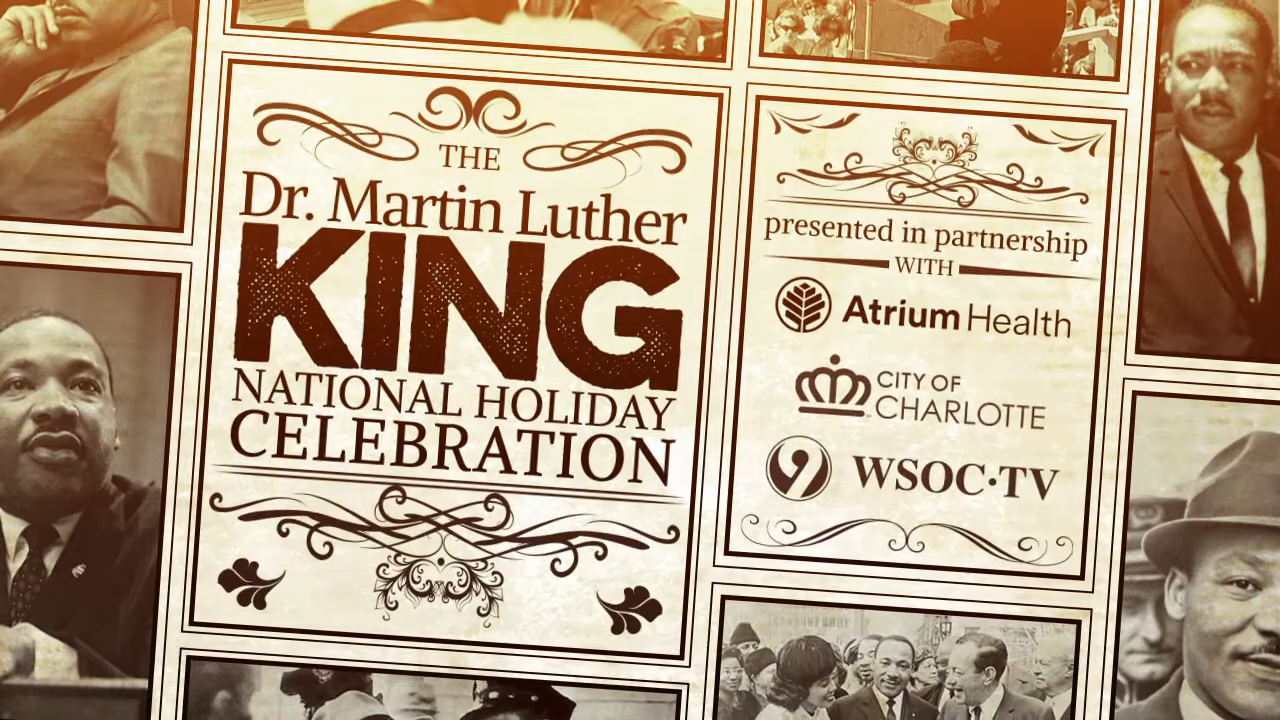 THE
Dr. Martin Luther
KING
NATIONAL HOLIDAY
CELEBRATION
presented in partnership
WITH
Atrium Health
CITY OF
CHARLOTTE
9 WSOC·TV